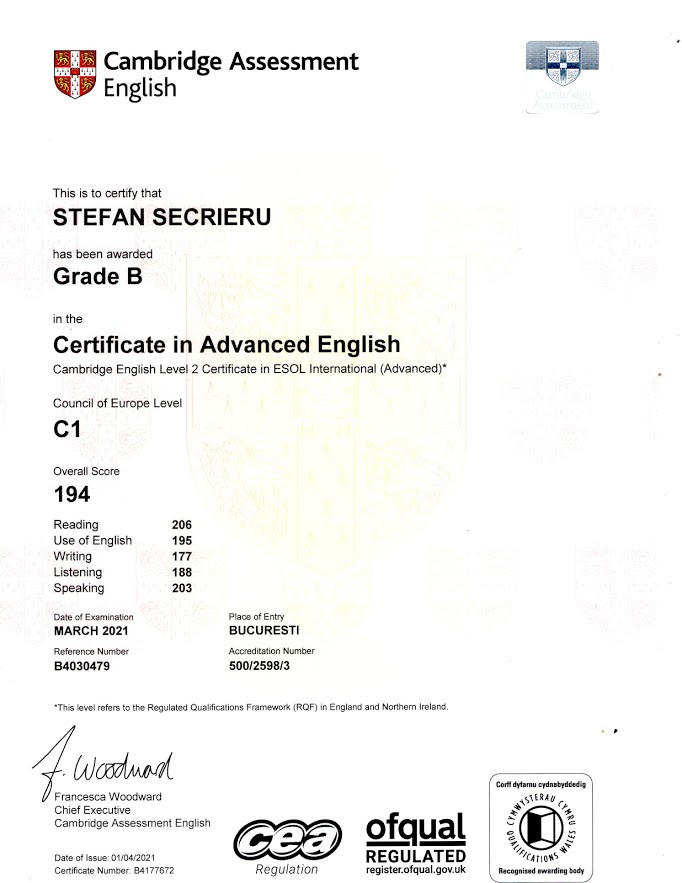 Cambridge Assessment
English
Cambridge
Assessment
This is to certify that
STEFAN SECRIERU
has been awarded
Grade B
in the
Certificate in Advanced English
Cambridge English Level 2 Certificate in ESOL International (Advanced)*
Council of Europe Level
C1
Overall Score
194
Reading 206
Use of English 195
Writing 177
Listening 188
Speaking 203
Date of Examination Place of Entry
MARCH 2021 BUCURESTI
Reference Number Accreditation Number
B4030479 500/2598/3
*This level refers to the Regulated Qualifications Framework (RQF) in England and Northern Ireland.
F. Woodward
Francesca Woodward
Chief Executive
Cambridge Assessment English
Date of Issue: 01/04/2021
Certificate Number: B4177672
cea
Regulation
ofqual
REGULATED
register.ofqual.gov.uk
Corff dyfarnu cydnabyddedig
CYMWYSTERAU CYMRU
QUALIFICATIONS WALES
Recognised awarding body